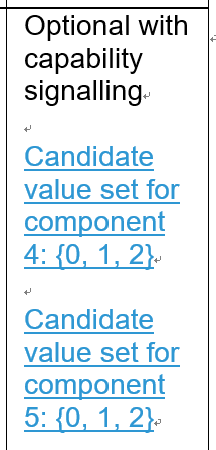 Optional with
capability
signalling
Candidate
value set for
component
4: {0, 1, 2}
Candidate
value set for
component
5: {0, 1, 2}